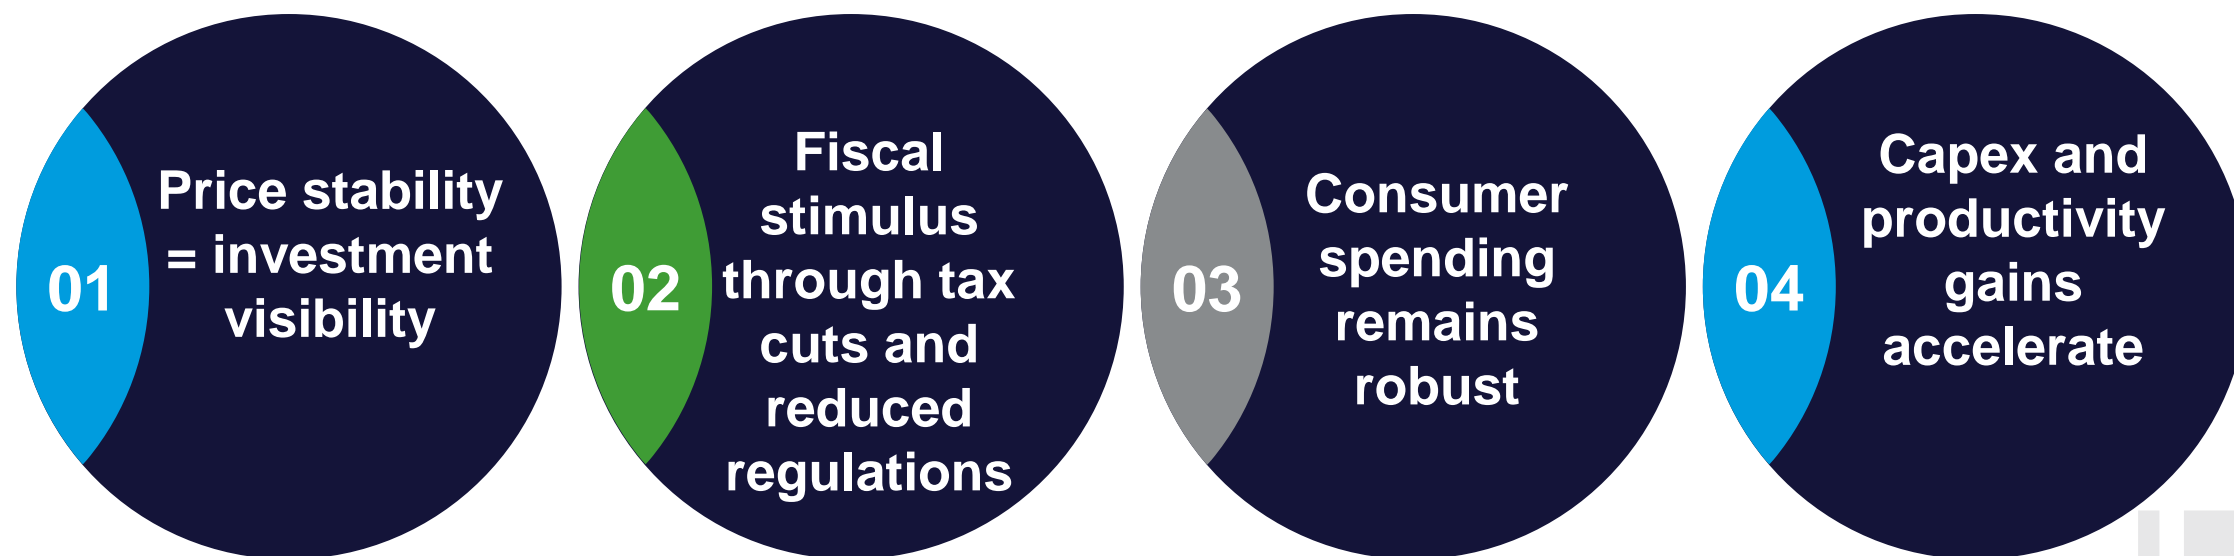 01
Price stability
= investment
visibility
02
Fiscal
stimulus
through tax
cuts and
reduced
regulations
03
Consumer
spending
remains
robust
04
Capex and
productivity
gains
accelerate